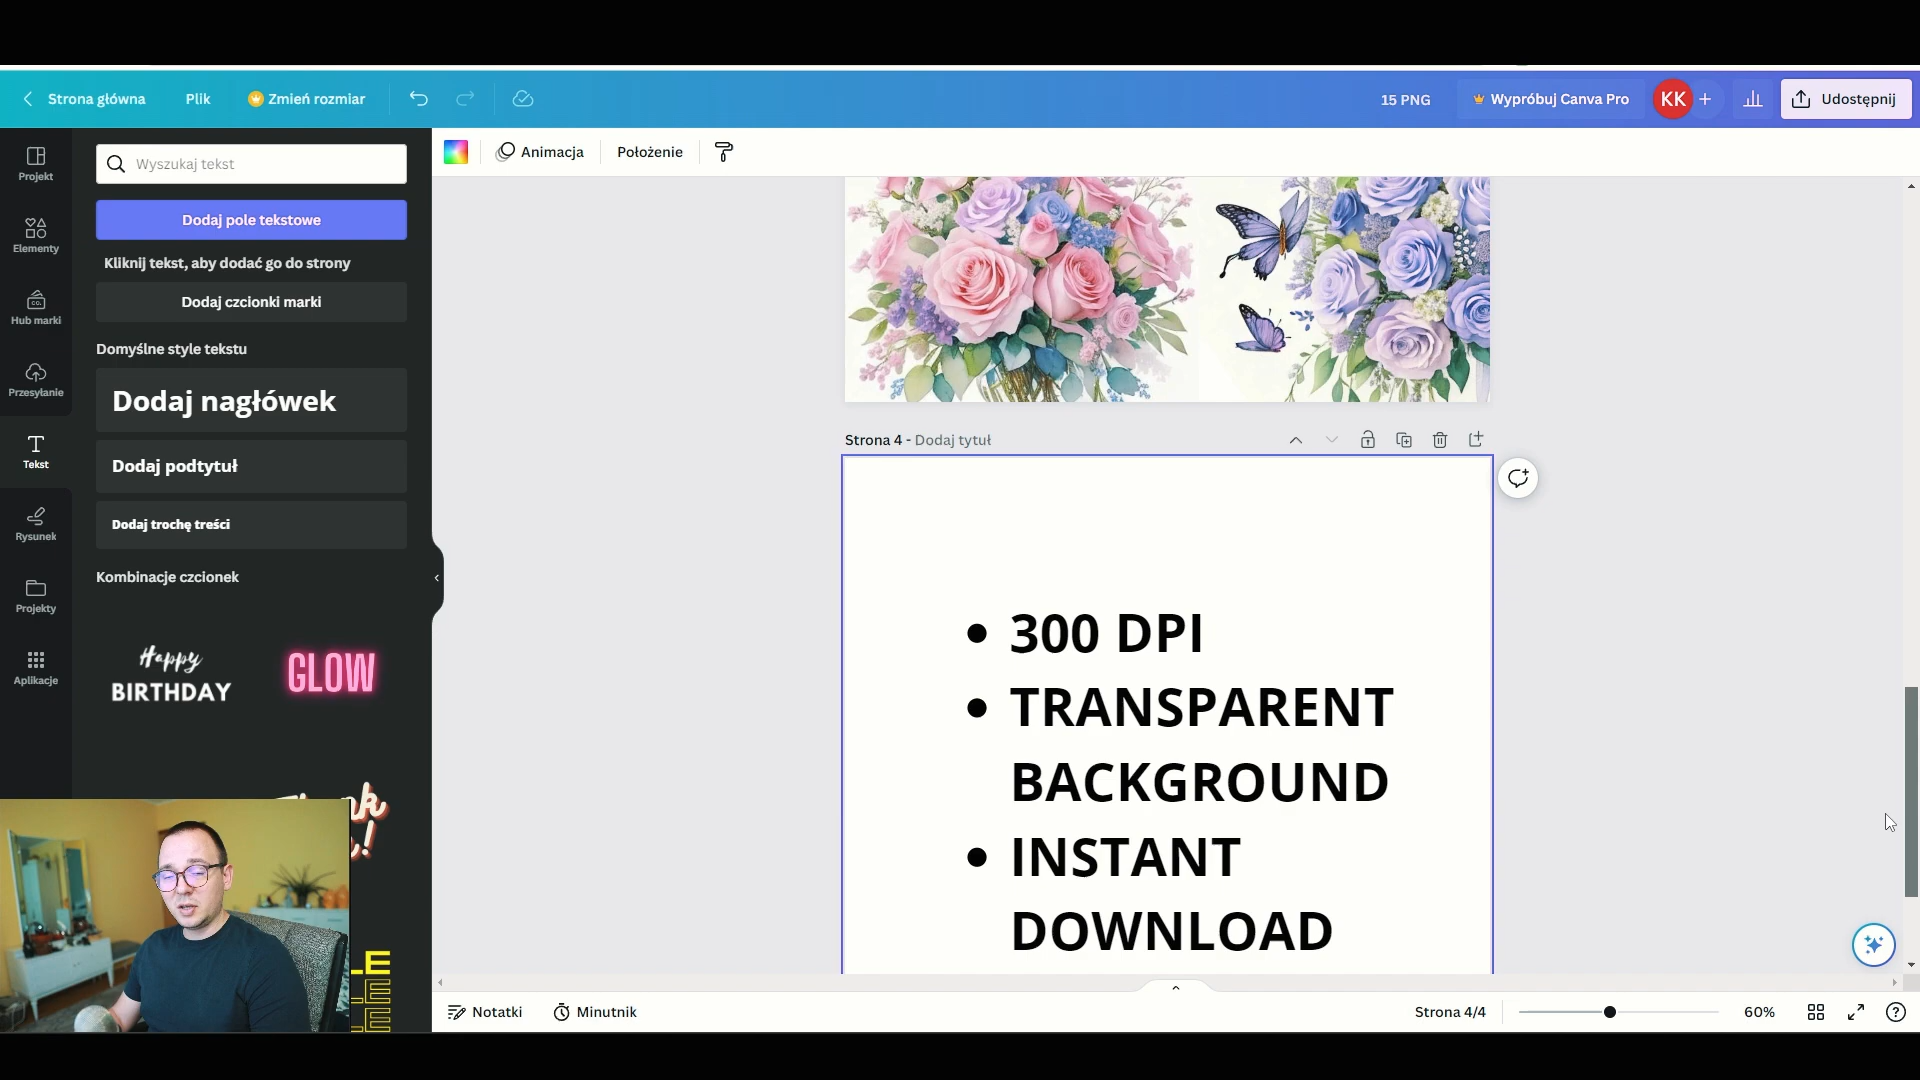 Strona główna
Plik
Zmień rozmiar
15 PNG
Wypróbuj Canva Pro
KK
Udostępnij
Projekt
Elementy
Hub marki
CO.
Przesyłanie
Tekst
Rysunek
Projekty
Aplikacje
Wyszukaj tekst
Dodaj pole tekstowe
Kliknij tekst, aby dodać go do strony
Dodaj czcionki marki
Domyślne style tekstu
Dodaj nagłówek
Dodaj podtytuł
Dodaj trochę treści
Kombinacje czcionek
Happy
BIRTHDAY
GLOW
Animacja
Położenie
Strona 4 - Dodaj tytuł
• 300 DPI
• TRANSPARENT
BACKGROUND
• INSTANT
DOWNLOAD
Notatki
Minutnik
Strona 4/4
60%